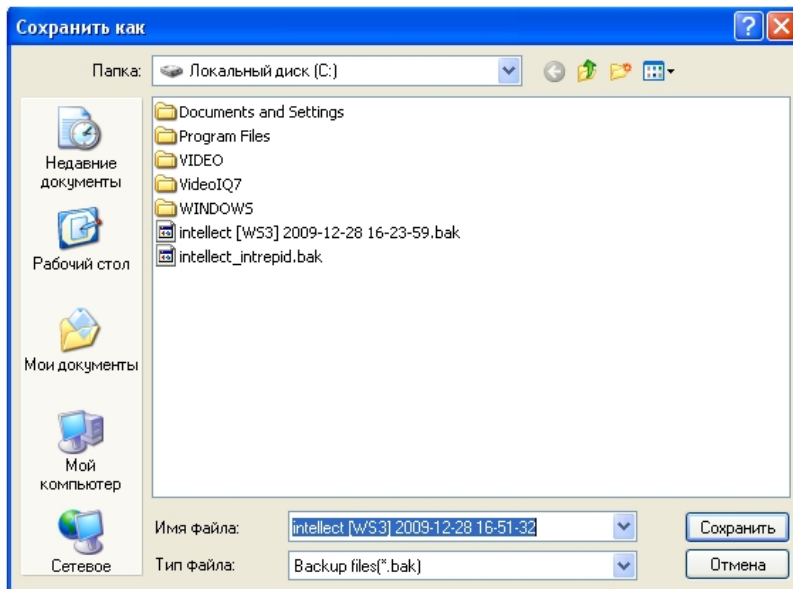 Сохранить как
Папка:
Локальный диск (C:)
Недавние
документы
Рабочий стол
Мои документы
Мой
компьютер
Сетевое
Documents and Settings
Program Files
VIDEO
VideoIQ7
WINDOWS
intellect [WS3] 2009-12-28 16-23-59.bak
intellect_intrepid.bak
Имя файла:
intellect [WS3] 2009-12-28 16-51-32
Сохранить
Тип файла:
Backup files(*.bak)
Отмена